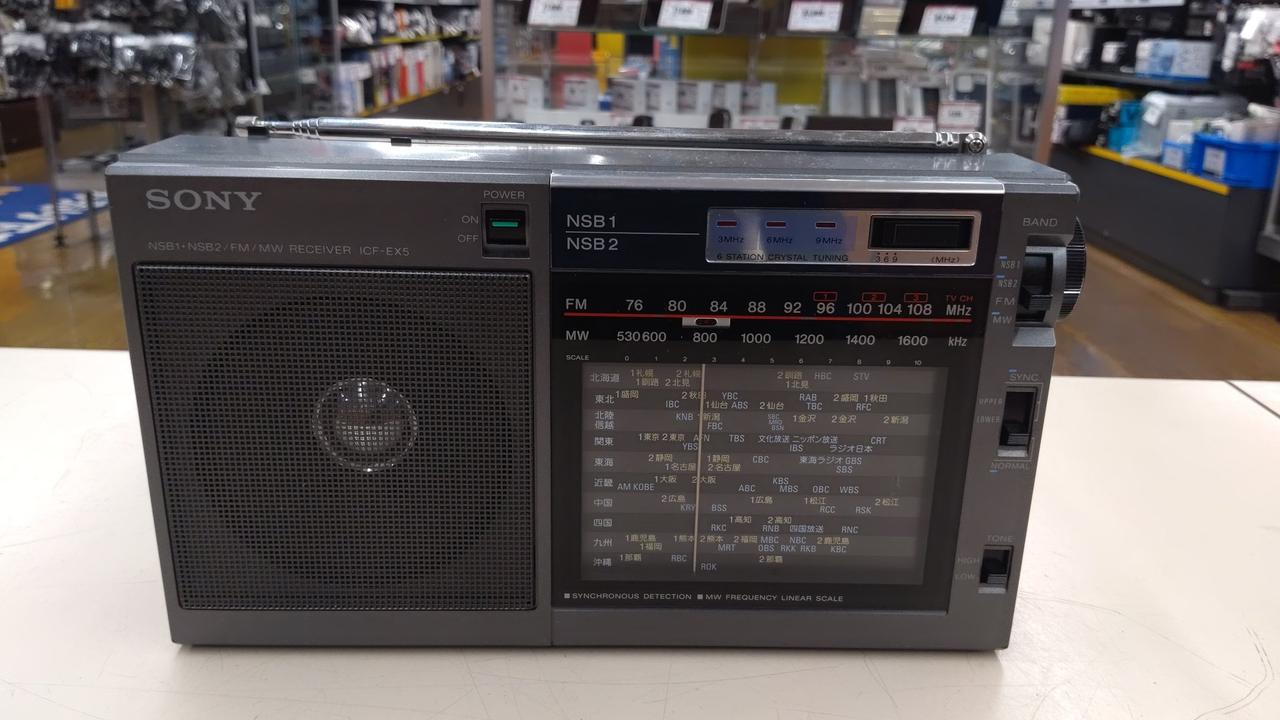 SONY
POWER
ON
OFF
NSB1・NSB2/FM/MW RECEIVER ICF-EX5
NSB1
NSB2
3MHz 6MHz 9MHz
6 STATION CRYSTAL TUNING
3 6 9 (MHz)
BAND
NSB1
NSB2
FM
MW
1 2 3 TV CH
FM 76 80 84 88 92 96 100 104 108 MHz
MW 530 600 800 1000 1200 1400 1600 kHz
SCALE 0 1 2 3 4 5 6 7 8 9 10
北海道 1札幌 2札幌 2釧路 HBC STV
1釧路 2北見 1北見
東北 1盛岡 2秋田 YBC RAB 2盛岡 1秋田
IBC 1仙台 ABS 2仙台 TBC RFC
北陸 KNB 1新潟 SBC 1金沢 2金沢 2新潟
信越 FBC MRO BSN
関東 1東京 2東京 AFN TBS 文化放送 ニッポン放送 CRT
YBS IBS ラジオ日本
東海 2静岡 1静岡 CBC 東海ラジオ GBS
1名古屋 2名古屋 SBS
近畿 1大阪 2大阪 KBS
AM KOBE ABC MBS OBC WBS
中国 2広島 1広島 1松江 2松江
KRY BSS RCC RSK
四国 1高知 2高知
RKC RNB 四国放送 RNC
九州 1鹿児島 1熊本 2熊本 2福岡 MBC NBC 2鹿児島
1福岡 MRT OBS RKK RKB KBC
沖縄 1那覇 RBC 2那覇
ROK
■SYNCHRONOUS DETECTION ■MW FREQUENCY LINEAR SCALE
SYNC
UPPER
LOWER
NORMAL
TONE
HIGH
LOW